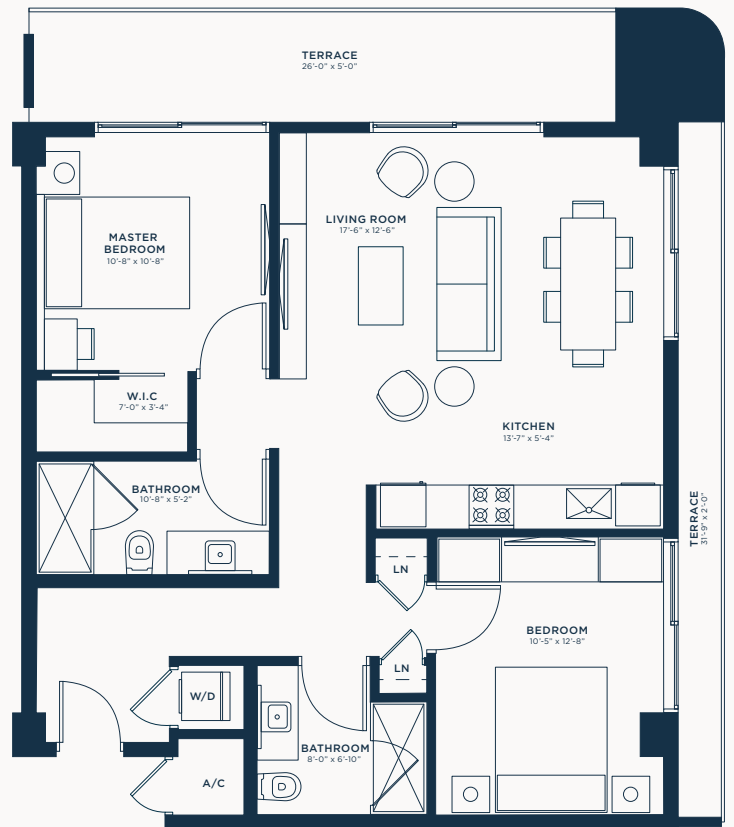 TERRACE
26'-0" x 5'-0"
MASTER
BEDROOM
10'-8" x 10'-8"
LIVING ROOM
17'-6" x 12'-6"
W.I.C
7'-0" x 3'-4"
KITCHEN
13'-7" x 5'-4"
BATHROOM
10'-8" x 5'-2"
TERRACE
31'-9" x 2'-0"
LN
BEDROOM
10'-5" x 12'-8"
LN
W/D
BATHROOM
8'-0" x 6'-10"
A/C